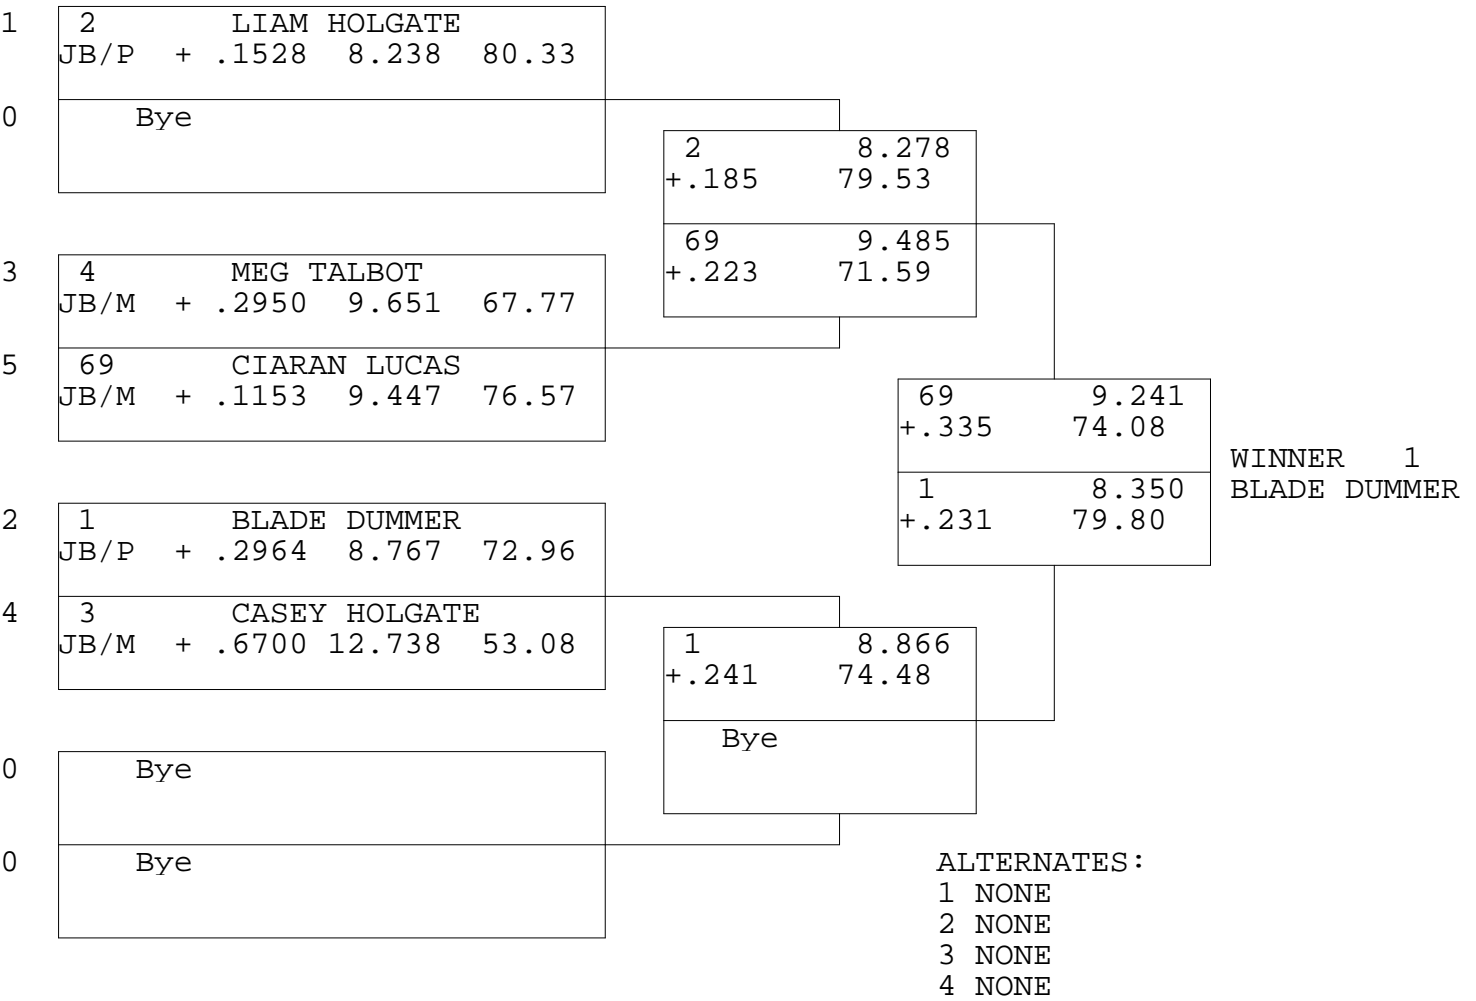 1 2 LIAM HOLGATE
JB/P + .1528 8.238 80.33
0 Bye
2 8.278
+.185 79.53
69 9.485
+.223 71.59
3 4 MEG TALBOT
JB/M + .2950 9.651 67.77
5 69 CIARAN LUCAS
JB/M + .1153 9.447 76.57
69 9.241
+.335 74.08
WINNER 1
BLADE DUMMER
1 8.350
+.231 79.80
2 1 BLADE DUMMER
JB/P + .2964 8.767 72.96
4 3 CASEY HOLGATE
JB/M + .6700 12.738 53.08
1 8.866
+.241 74.48
Bye
0 Bye
0 Bye
ALTERNATES:
1 NONE
2 NONE
3 NONE
4 NONE